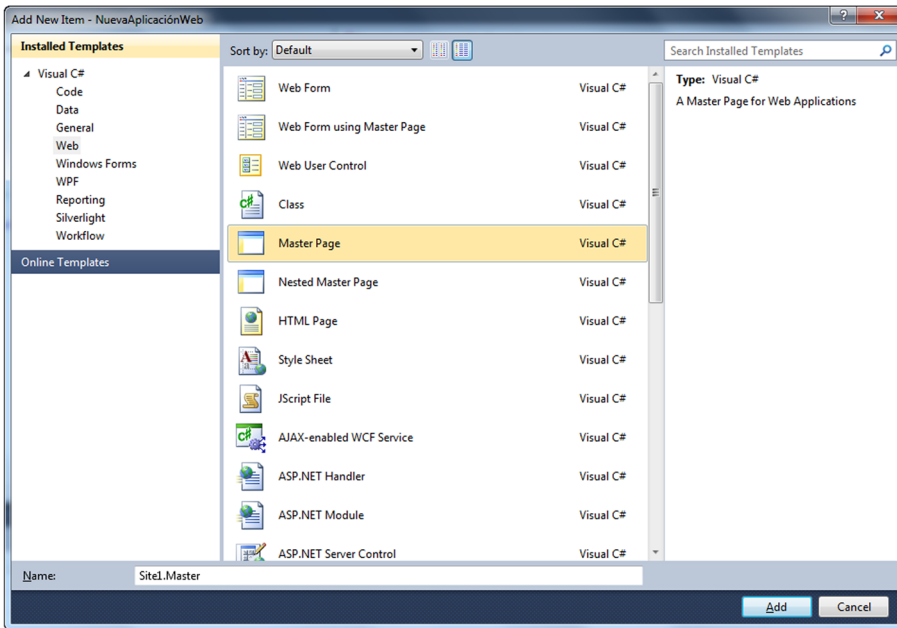 Add New Item - NuevaAplicaciónWeb
Installed Templates
Sort by: Default
Search Installed Templates
Visual C#
Code
Data
General
Web
Windows Forms
WPF
Reporting
Silverlight
Workflow
Online Templates
Web Form Visual C#
Web Form using Master Page Visual C#
Web User Control Visual C#
Class Visual C#
Master Page Visual C#
Nested Master Page Visual C#
HTML Page Visual C#
Style Sheet Visual C#
JScript File Visual C#
AJAX-enabled WCF Service Visual C#
ASP.NET Handler Visual C#
ASP.NET Module Visual C#
ASP.NET Server Control Visual C#
Type: Visual C#
A Master Page for Web Applications
Name: Site1.Master
Add Cancel